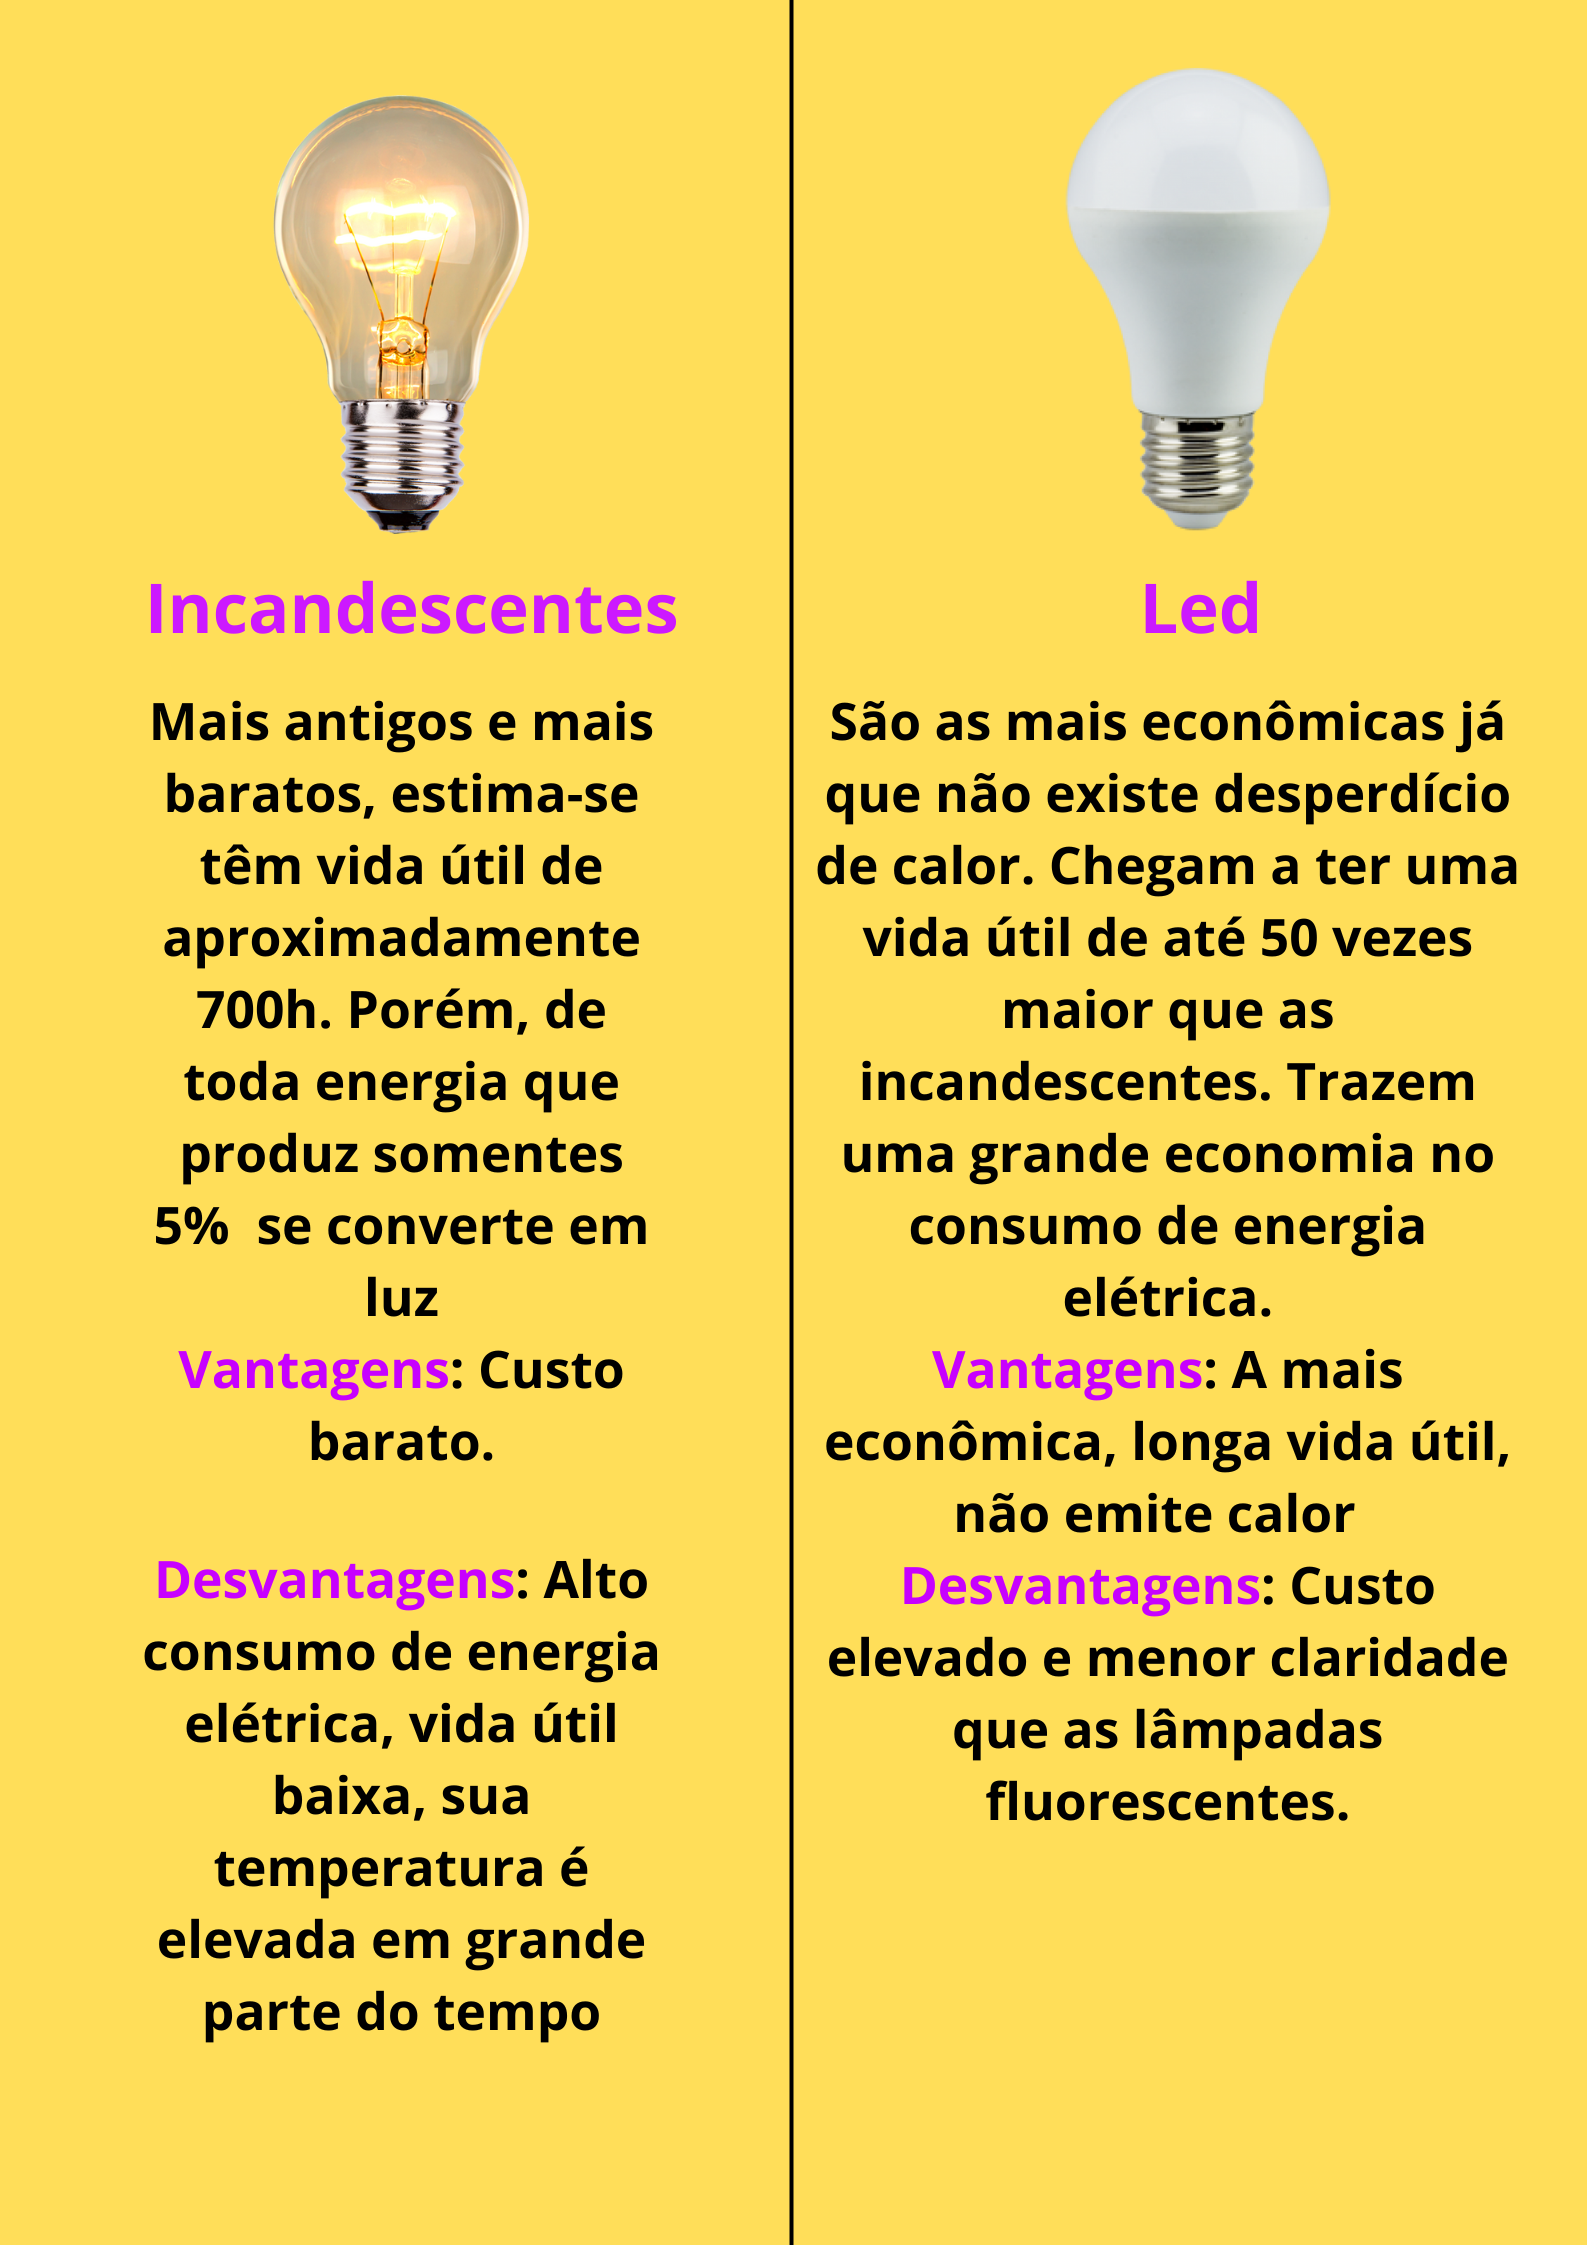 Incandescentes
Mais antigos e mais
baratos, estima-se
têm vida útil de
aproximadamente
700h. Porém, de
toda energia que
produz somentes
5%  se converte em
luz
Vantagens: Custo
barato.
Desvantagens: Alto
consumo de energia
elétrica, vida útil
baixa, sua
temperatura é
elevada em grande
parte do tempo
Led
São as mais econômicas já
que não existe desperdício
de calor. Chegam a ter uma
vida útil de até 50 vezes
maior que as
incandescentes. Trazem
uma grande economia no
consumo de energia
elétrica.
Vantagens: A mais
econômica, longa vida útil,
não emite calor
Desvantagens: Custo
elevado e menor claridade
que as lâmpadas
fluorescentes.